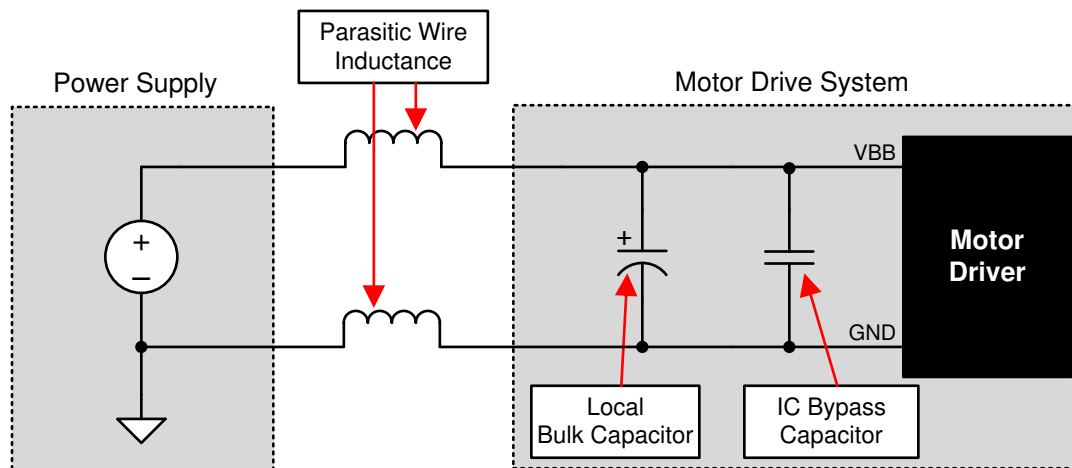 Parasitic Wire
Inductance
Power Supply
Motor Drive System
VBB
+
–
+
Motor
Driver
GND
Local
Bulk Capacitor
IC Bypass
Capacitor